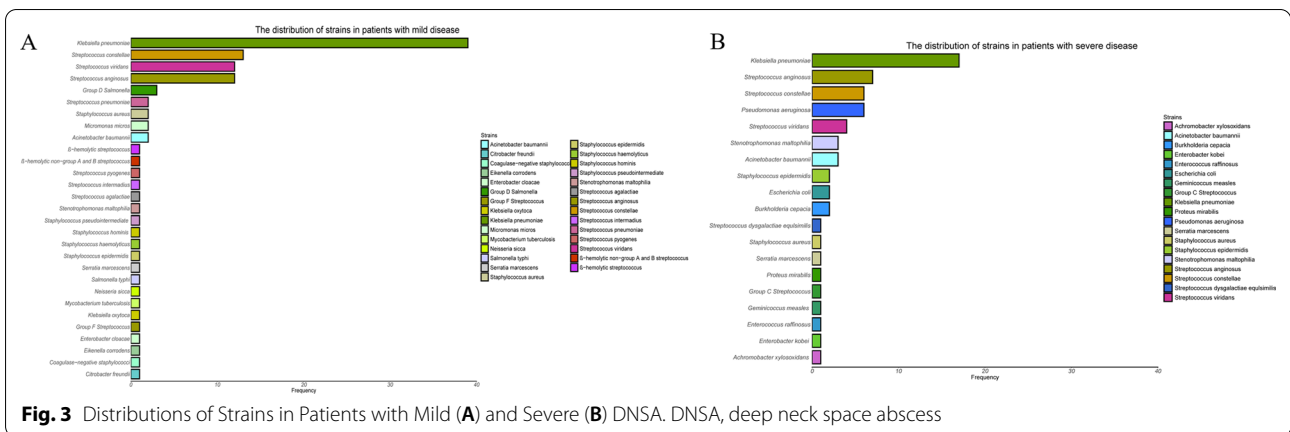 A
The distribution of strains in patients with mild disease
Klebsiella pneumoniae
Streptococcus constellae
Streptococcus viridans
Streptococcus anginosus
Group D Salmonella
Streptococcus pneumoniae
Staphylococcus aureus
Micromonas micros
Acinetobacter baumannii
ß-hemolytic streptococcus
ß-hemolytic non-group A and B streptococcus
Streptococcus pyogenes
Streptococcus intermadius
Streptococcus agalactiae
Stenotrophomonas maltophilia
Staphylococcus pseudointermediate
Staphylococcus hominis
Staphylococcus haemolyticus
Staphylococcus epidermidis
Serratia marcescens
Salmonella typhi
Neisseria sicca
Mycobacterium tuberculosis
Klebsiella oxytoca
Group F Streptococcus
Enterobacter cloacae
Eikenella corrodens
Coagulase-negative staphylococci
Citrobacter freundii
0 10 20 30 40
Frequency
Strains
Acinetobacter baumannii
Citrobacter freundii
Coagulase-negative staphylococci
Eikenella corrodens
Enterobacter cloacae
Group D Salmonella
Group F Streptococcus
Klebsiella oxytoca
Klebsiella pneumoniae
Micromonas micros
Mycobacterium tuberculosis
Neisseria sicca
Salmonella typhi
Serratia marcescens
Staphylococcus aureus
Staphylococcus epidermidis
Staphylococcus haemolyticus
Staphylococcus hominis
Staphylococcus pseudointermediate
Stenotrophomonas maltophilia
Streptococcus agalactiae
Streptococcus anginosus
Streptococcus constellae
Streptococcus intermadius
Streptococcus pneumoniae
Streptococcus pyogenes
Streptococcus viridans
ß-hemolytic non-group A and B streptococcus
ß-hemolytic streptococcus
B
The distribution of strains in patients with severe disease
Klebsiella pneumoniae
Streptococcus anginosus
Streptococcus constellae
Pseudomonas aeruginosa
Streptococcus viridans
Stenotrophomonas maltophilia
Acinetobacter baumannii
Staphylococcus epidermidis
Escherichia coli
Burkholderia cepacia
Streptococcus dysgalactiae equisimilis
Staphylococcus aureus
Serratia marcescens
Proteus mirabilis
Group C Streptococcus
Geminicoccus measles
Enterococcus raffinosus
Enterobacter kobei
Achromobacter xylosoxidans
0 10 20 30 40
Frequency
Strains
Achromobacter xylosoxidans
Acinetobacter baumannii
Burkholderia cepacia
Enterobacter kobei
Enterococcus raffinosus
Escherichia coli
Geminicoccus measles
Group C Streptococcus
Klebsiella pneumoniae
Proteus mirabilis
Pseudomonas aeruginosa
Serratia marcescens
Staphylococcus aureus
Staphylococcus epidermidis
Stenotrophomonas maltophilia
Streptococcus anginosus
Streptococcus constellae
Streptococcus dysgalactiae equisimilis
Streptococcus viridans
Fig. 3 Distributions of Strains in Patients with Mild (A) and Severe (B) DNSA. DNSA, deep neck space abscess